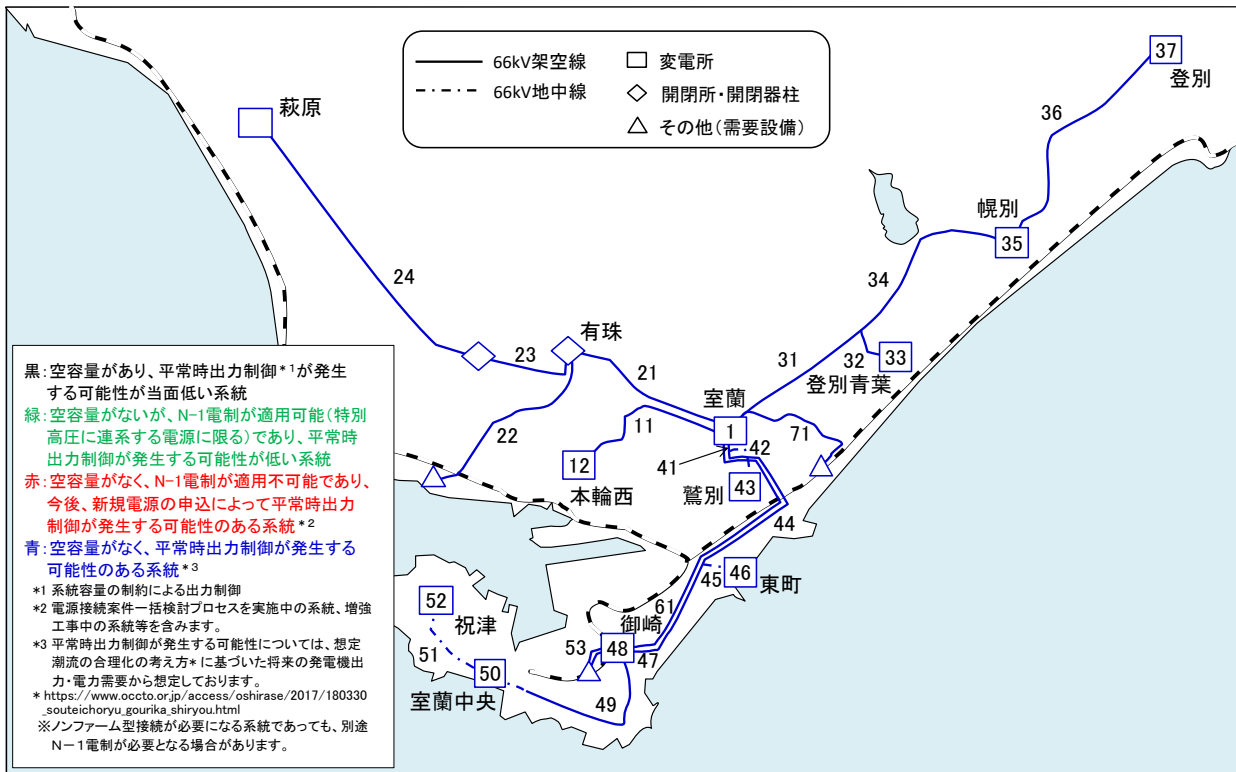 66kV架空線
66kV地中線
変電所
開閉所・開閉器柱
その他(需要設備)
萩原
37
登別
36
幌別
35
34
24
有珠
23
21
31
32
33
登別青葉
室蘭
1
22
11
71
42
41
12
本輪西
43
鷲別
44
45
46
東町
61
御崎
52
祝津
53
48
47
51
50
室蘭中央
49
黒:空容量があり、平常時出力制御*1が発生
する可能性が当面低い系統
緑:空容量がないが、N-1電制が適用可能(特別
高圧に連系する電源に限る)であり、平常時
出力制御が発生する可能性が低い系統
赤:空容量がなく、N-1電制が適用不可能であり、
今後、新規電源の申込によって平常時出力
制御が発生する可能性のある系統*2
青:空容量がなく、平常時出力制御が発生する
可能性のある系統*3
*1 系統容量の制約による出力制御
*2 電源接続案件一括検討プロセスを実施中の系統、増強
工事中の系統等を含みます。
*3 平常時出力制御が発生する可能性については、想定
潮流の合理化の考え方*に基づいた将来の発電機出
力・電力需要から想定しております。
* https://www.occto.or.jp/access/oshirase/2017/180330
_souteichoryu_gourika_shiryou.html
※ノンファーム型接続が必要になる系統であっても、別途
N-1電制が必要となる場合があります。